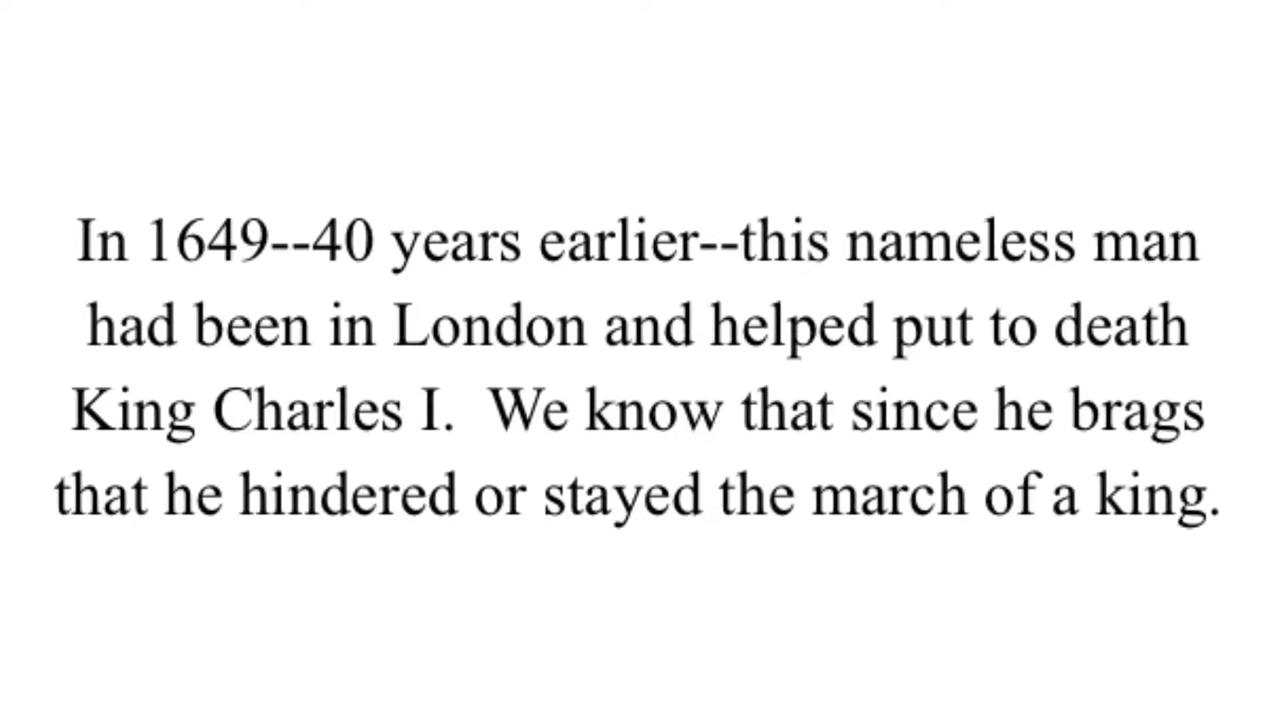 In 1649--40 years earlier--this nameless man
had been in London and helped put to death
King Charles I.  We know that since he brags
that he hindered or stayed the march of a king.